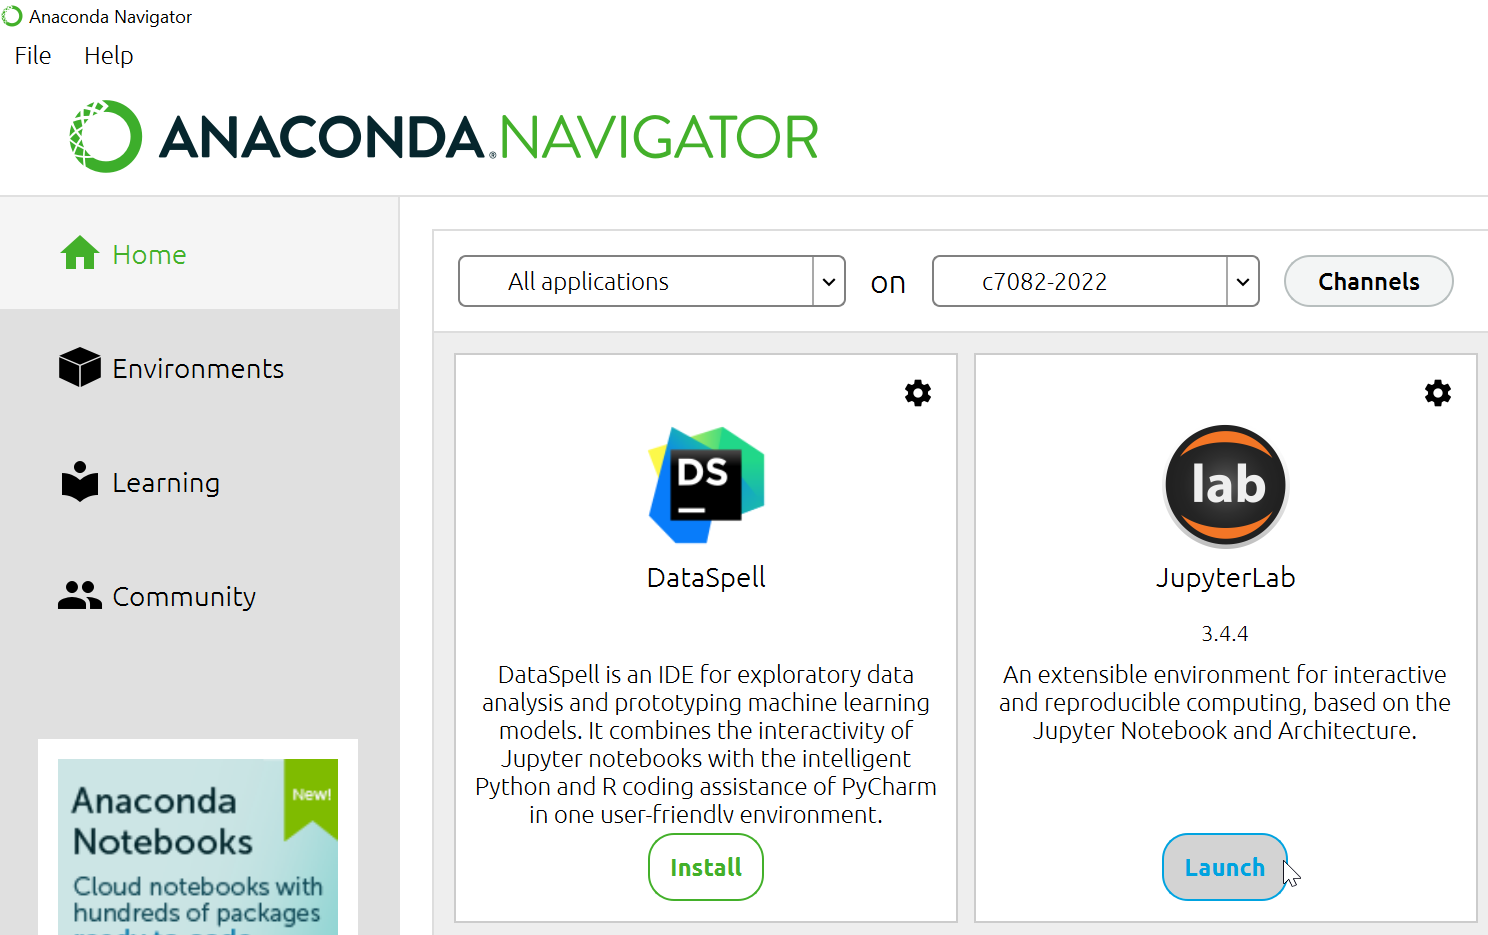 Anaconda Navigator
File Help
ANACONDA.NAVIGATOR
Home
All applications on c7082-2022 Channels
Environments
Learning
Community
DS
DataSpell
DataSpell is an IDE for exploratory data
analysis and prototyping machine learning
models. It combines the interactivity of
Jupyter notebooks with the intelligent
Python and R coding assistance of PyCharm
in one user-friendly environment.
Install
lab
JupyterLab
3.4.4
An extensible environment for interactive
and reproducible computing, based on the
Jupyter Notebook and Architecture.
Launch
New!
Anaconda
Notebooks
Cloud notebooks with
hundreds of packages
ready to code